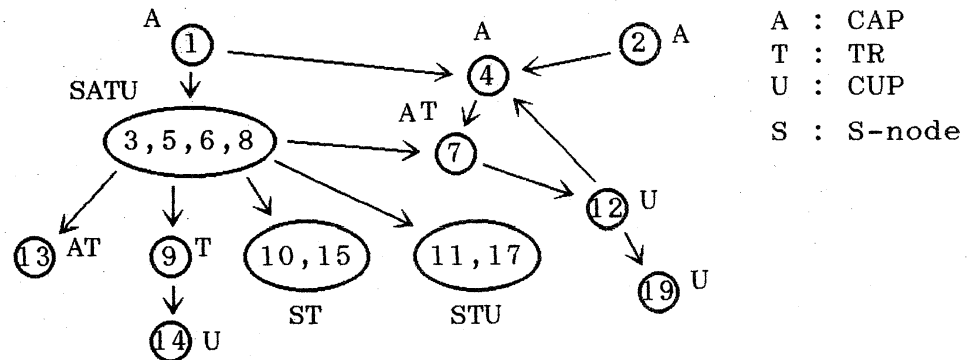 A
1
A
4
2 A
SATU
3,5,6,8
AT
7
12 U
13 AT
9 T
10,15
ST
11,17
STU
19 U
14 U
A : CAP
T : TR
U : CUP
S : S-node